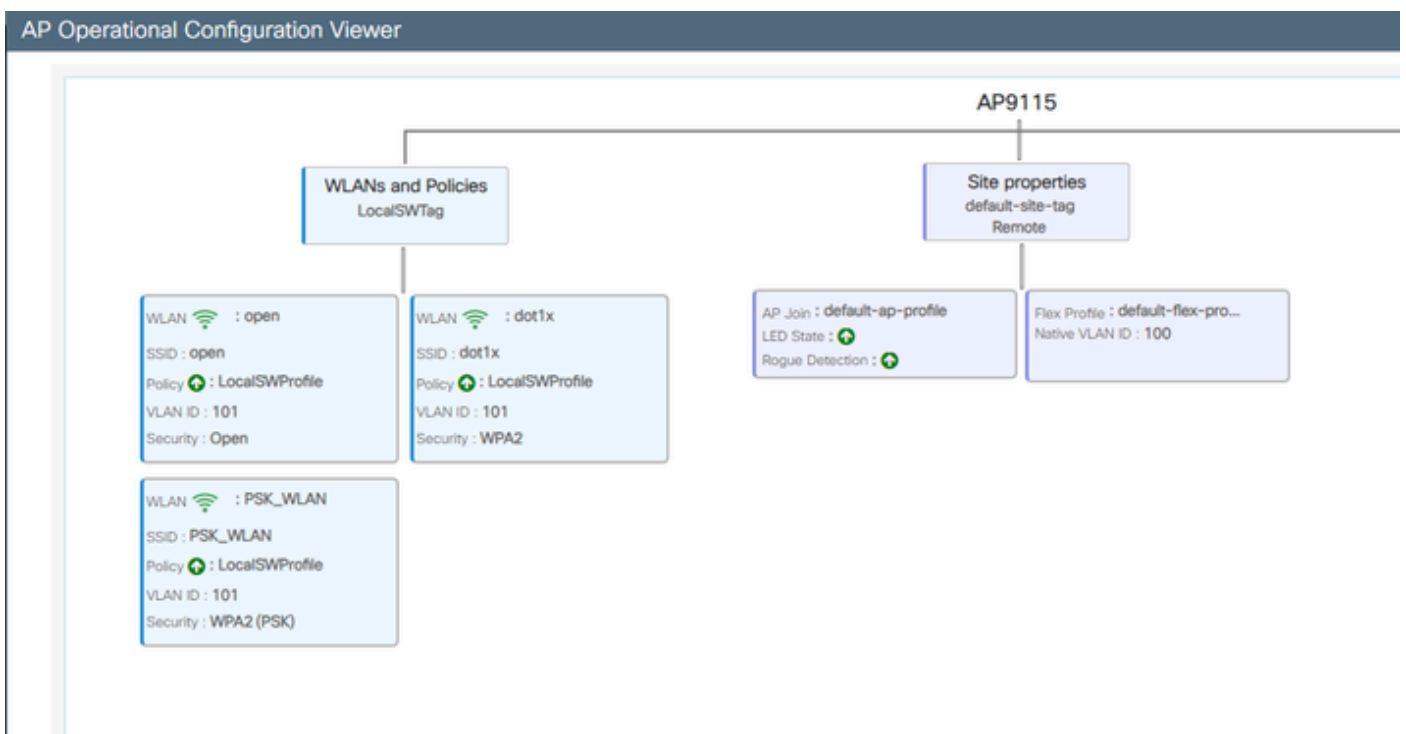 AP Operational Configuration Viewer
AP9115
WLANs and Policies
LocalSWTag
Site properties
default-site-tag
Remote
WLAN : open
SSID : open
Policy : LocalSWProfile
VLAN ID : 101
Security : Open
WLAN : dot1x
SSID : dot1x
Policy : LocalSWProfile
VLAN ID : 101
Security : WPA2
AP Join : default-ap-profile
LED State :
Rogue Detection :
Flex Profile : default-flex-pro...
Native VLAN ID : 100
WLAN : PSK_WLAN
SSID : PSK_WLAN
Policy : LocalSWProfile
VLAN ID : 101
Security : WPA2 (PSK)